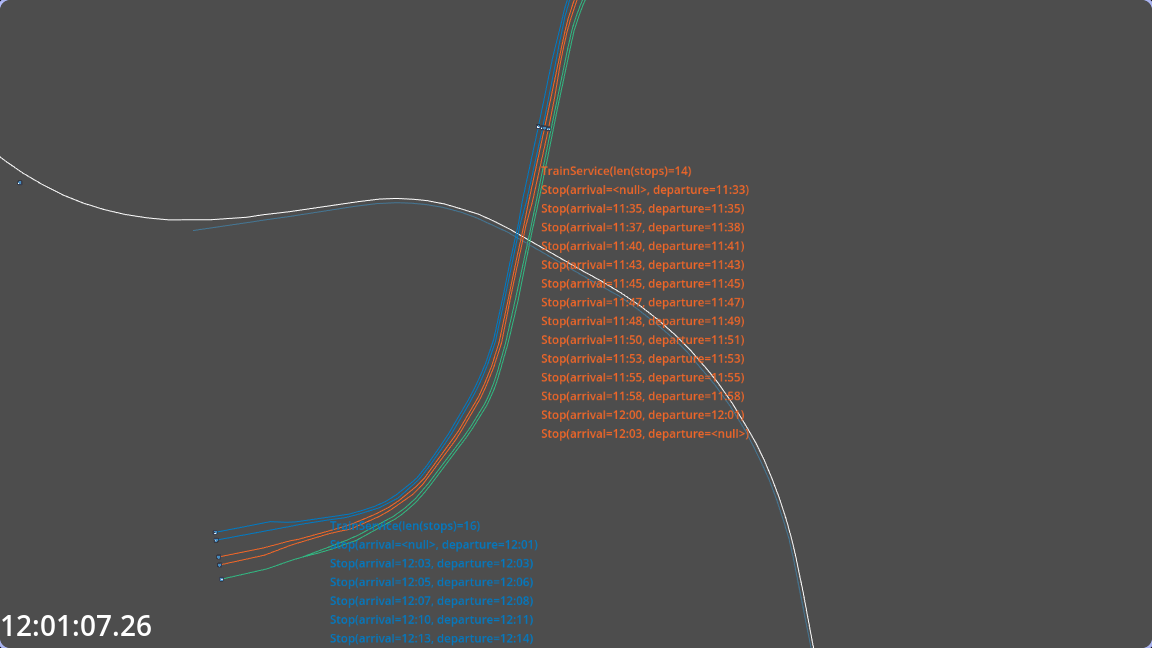 TrainService(len(stops)=14)
Stop(arrival=<null>, departure=11:33)
Stop(arrival=11:35, departure=11:35)
Stop(arrival=11:37, departure=11:38)
Stop(arrival=11:40, departure=11:41)
Stop(arrival=11:43, departure=11:43)
Stop(arrival=11:45, departure=11:45)
Stop(arrival=11:47, departure=11:47)
Stop(arrival=11:48, departure=11:49)
Stop(arrival=11:50, departure=11:51)
Stop(arrival=11:53, departure=11:53)
Stop(arrival=11:55, departure=11:55)
Stop(arrival=11:58, departure=11:58)
Stop(arrival=12:00, departure=12:01)
Stop(arrival=12:03, departure=<null>)
TrainService(len(stops)=16)
Stop(arrival=<null>, departure=12:01)
Stop(arrival=12:03, departure=12:03)
Stop(arrival=12:05, departure=12:06)
Stop(arrival=12:07, departure=12:08)
Stop(arrival=12:10, departure=12:11)
Stop(arrival=12:13, departure=12:14)
12:01:07.26